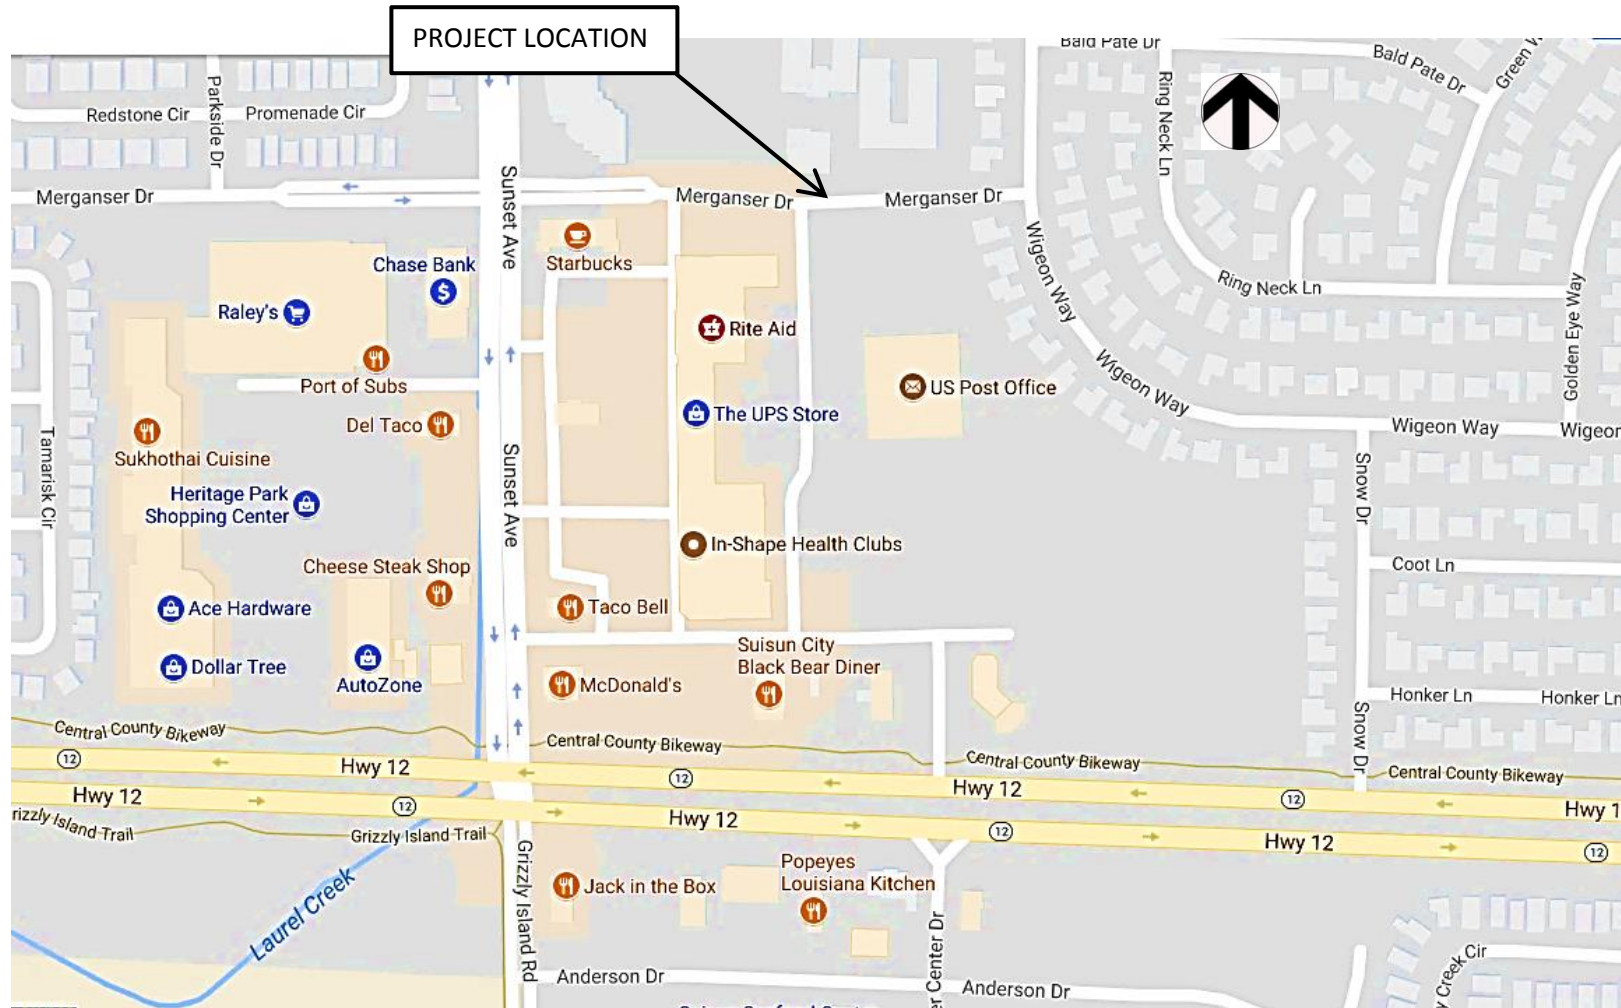 PROJECT LOCATION
Bald Pate Dr
Bald Pate Dr
Redstone Cir
Parkside Dr
Promenade Cir
Ring Neck Ln
Merganser Dr
Sunset Ave
Merganser Dr
Merganser Dr
Starbucks
Chase Bank
$
Raley's
Rite Aid
Wigeon Way
Ring Neck Ln
Golden Eye Way
Port of Subs
US Post Office
Wigeon Way
Del Taco
The UPS Store
Wigeon Way
Sukhothai Cuisine
Tamarisk Cir
Sunset Ave
Snow Dr
Heritage Park
Shopping Center
In-Shape Health Clubs
Cheese Steak Shop
Coot Ln
Ace Hardware
Taco Bell
Suisun City
Black Bear Diner
Dollar Tree
AutoZone
McDonald's
Honker Ln
Honker Ln
Snow Dr
Central County Bikeway
Central County Bikeway
Central County Bikeway
Central County Bikeway
12
Hwy 12
12
Hwy 12
12
Hwy 12
12
Hwy 12
12
Hwy 12
12
Grizzly Island Trail
Island Trail
Laurel Creek
Grizzly Island Rd
Jack in the Box
Popeyes
Louisiana Kitchen
Center Dr
Anderson Dr
Anderson Dr
Creek Cir